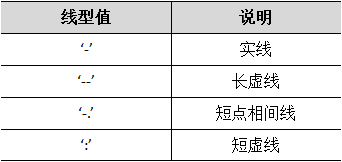 线型值 说明
‘-’ 实线
‘--’ 长虚线
‘-.’ 短点相间线
‘:’ 短虚线